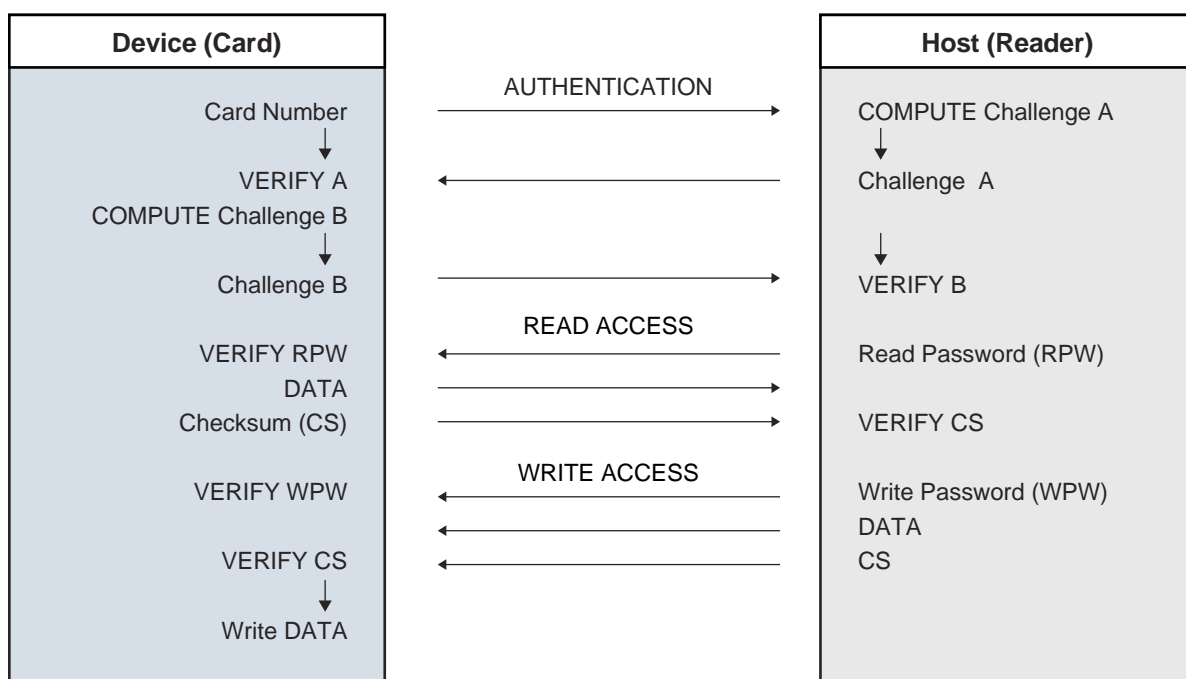 Device (Card)
Host (Reader)
AUTHENTICATION
Card Number
COMPUTE Challenge A
VERIFY A
Challenge A
COMPUTE Challenge B
Challenge B
VERIFY B
READ ACCESS
VERIFY RPW
Read Password (RPW)
DATA
Checksum (CS)
VERIFY CS
WRITE ACCESS
VERIFY WPW
Write Password (WPW)
DATA
VERIFY CS
CS
Write DATA